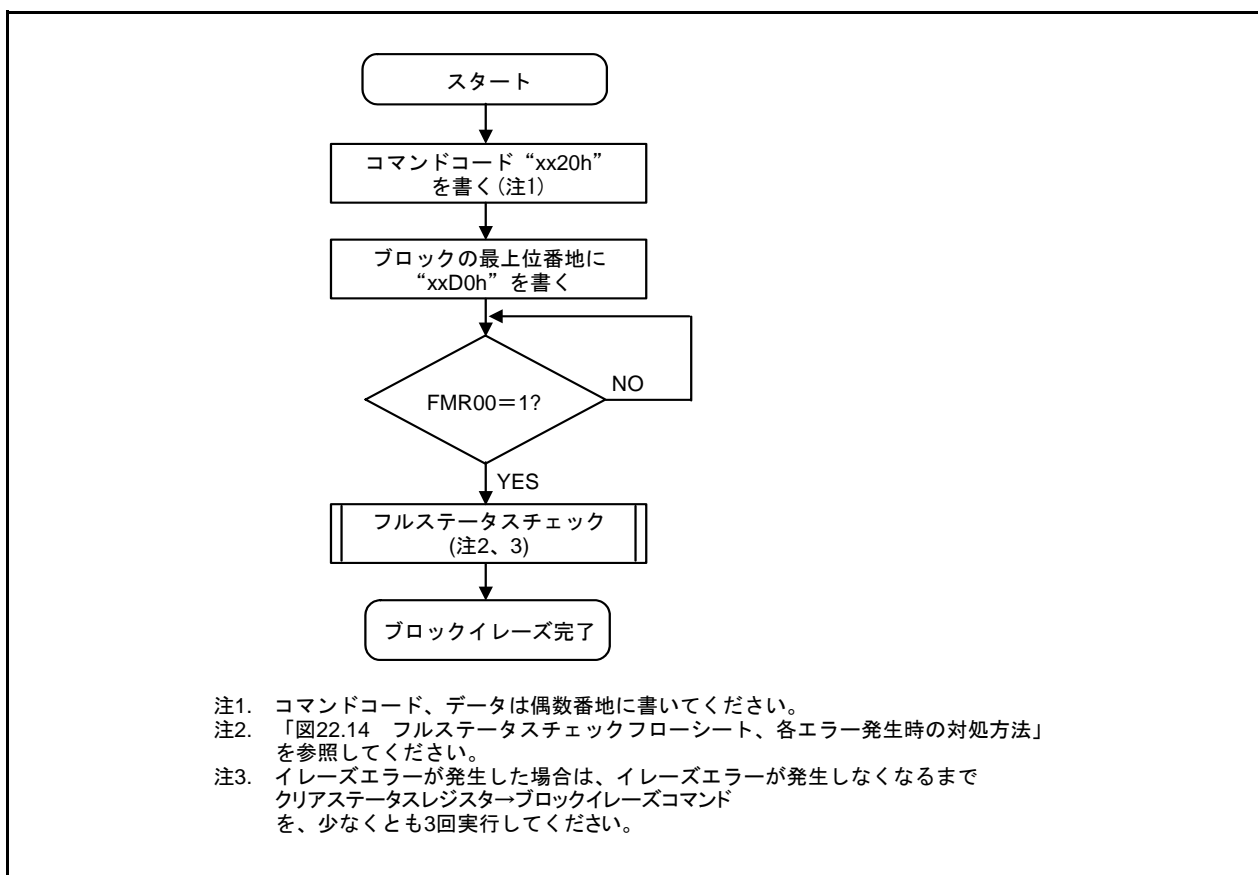 スタート
コマンドコード“xx20h”
を書く(注1)
ブロックの最上位番地に
“xxD0h”を書く
FMR00＝1?
NO
YES
フルステータスチェック
(注2、3)
ブロックイレーズ完了
注1. コマンドコード、データは偶数番地に書いてください。
注2. 「図22.14 フルステータスチェックフローシート、各エラー発生時の対処方法」
を参照してください。
注3. イレーズエラーが発生した場合は、イレーズエラーが発生しなくなるまで
クリアステータスレジスタ→ブロックイレーズコマンド
を、少なくとも3回実行してください。